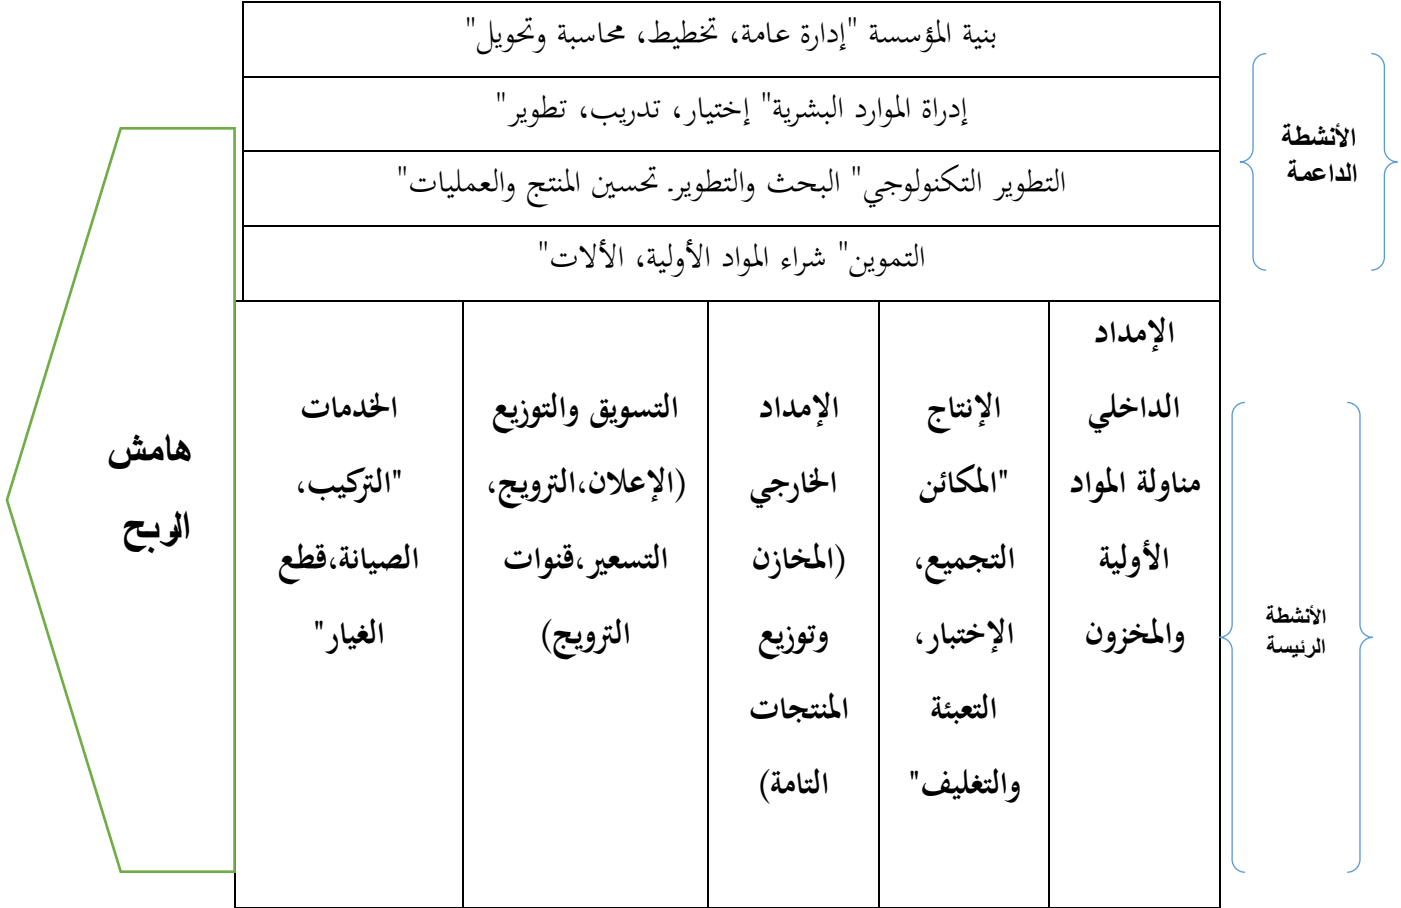 بنية المؤسسة "إدارة عامة، تخطيط، محاسبة وتحويل"
إدراة الموارد البشرية" إختيار، تدريب، تطوير"
التطوير التكنولوجي" البحث والتطوير. تحسين المنتج والعمليات"
التموين" شراء المواد الأولية، الألات"
الأنشطة
الداعمة
الإمداد
الداخلي
مناولة المواد
الأولية
والمخزون
الإنتاج
"المكائن
التجميع،
الإختبار،
التعبئة
والتغليف"
الإمداد
الخارجي
(المخازن
وتوزيع
المنتجات
التامة)
التسويق والتوزيع
(الإعلان،الترويج،
التسعير،قنوات
الترويج)
الخدمات
"التركيب،
الصيانة،قطع
الغيار"
الأنشطة
الرئيسة
هامش
الربح